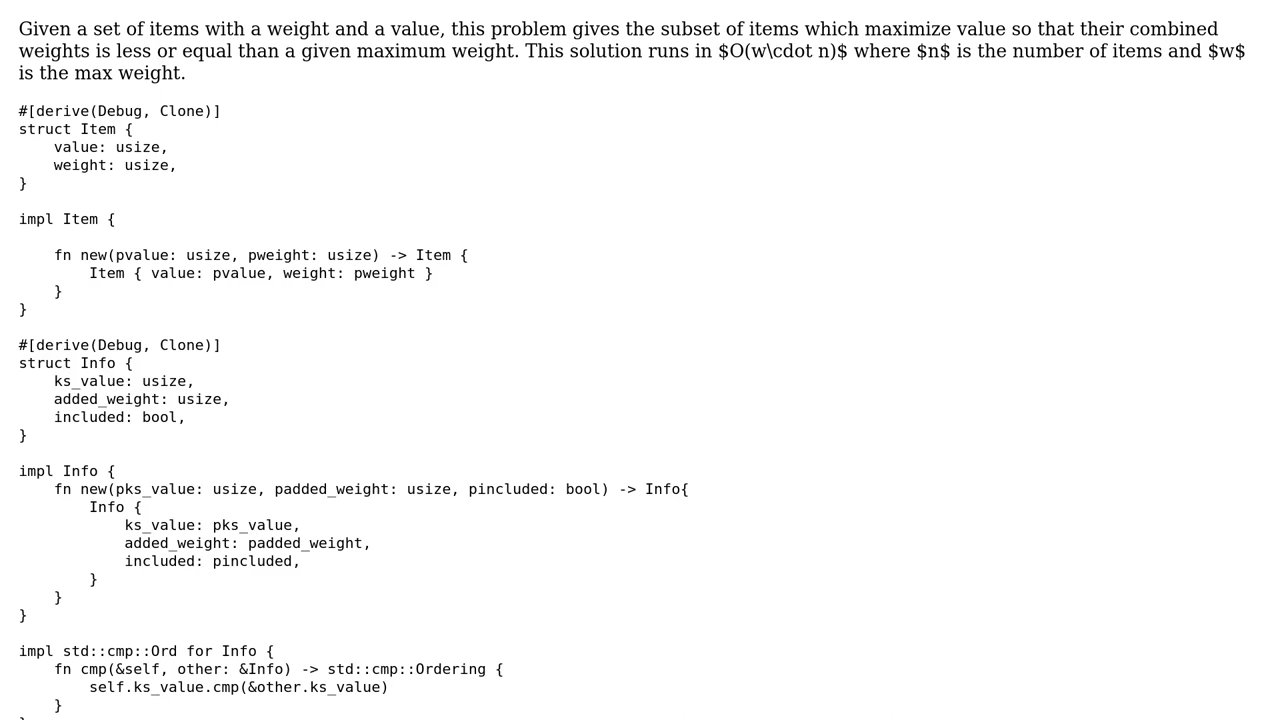 Given a set of items with a weight and a value, this problem gives the subset of items which maximize value so that their combined
weights is less or equal than a given maximum weight. This solution runs in $O(w\cdot n)$ where $n$ is the number of items and $w$
is the max weight.

#[derive(Debug, Clone)]
struct Item {
    value: usize,
    weight: usize,
}

impl Item {

    fn new(pvalue: usize, pweight: usize) -> Item {
        Item { value: pvalue, weight: pweight }
    }
}

#[derive(Debug, Clone)]
struct Info {
    ks_value: usize,
    added_weight: usize,
    included: bool,
}

impl Info {
    fn new(pks_value: usize, padded_weight: usize, pincluded: bool) -> Info{
        Info {
            ks_value: pks_value,
            added_weight: padded_weight,
            included: pincluded,
        }
    }
}

impl std::cmp::Ord for Info {
    fn cmp(&self, other: &Info) -> std::cmp::Ordering {
        self.ks_value.cmp(&other.ks_value)
    }
}